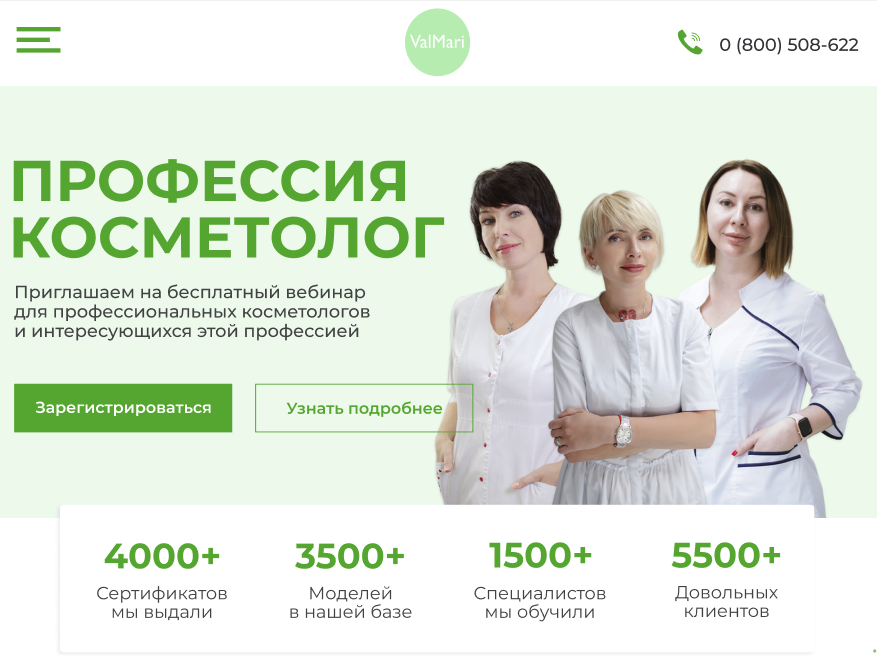 ValMari
0 (800) 508-622
ПРОФЕССИЯ
КОСМЕТОЛОГ
Приглашаем на бесплатный вебинар
для профессиональных косметологов
и интересующихся этой профессией
Зарегистрироваться
Узнать подробнее
4000+
Сертификатов
мы выдали
3500+
Моделей
в нашей базе
1500+
Специалистов
мы обучили
5500+
Довольных
клиентов